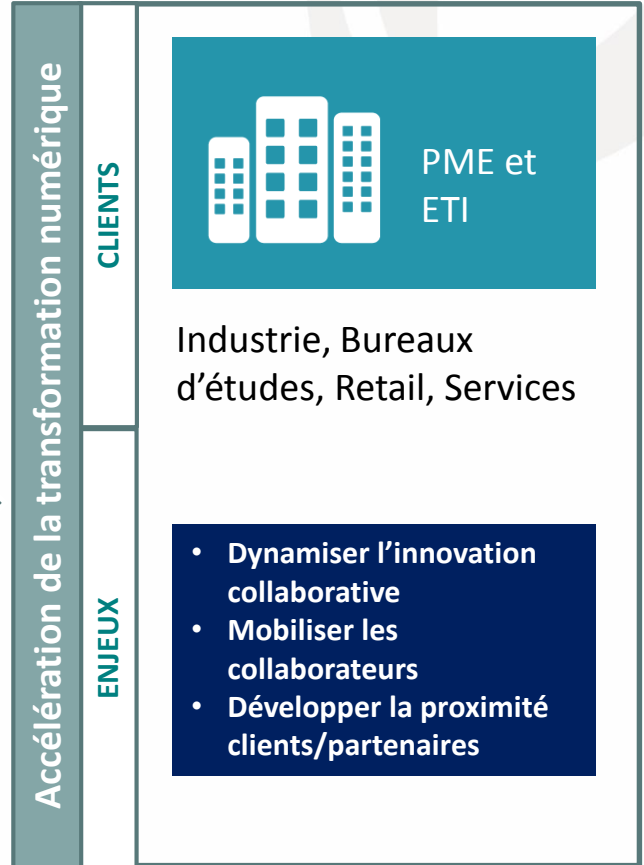 Accélération de la transformation numérique
CLIENTS
PME et
ETI
Industrie, Bureaux
d’études, Retail, Services
ENJEUX
• Dynamiser l’innovation
collaborative
• Mobiliser les
collaborateurs
• Développer la proximité
clients/partenaires